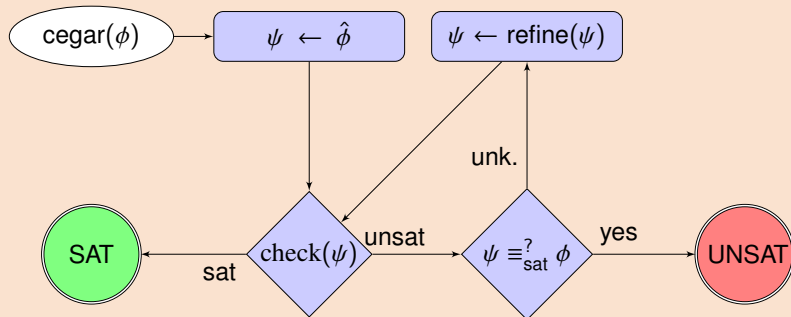 cegar(ϕ)
ψ ← ϕ̂
ψ ← refine(ψ)
unk.
SAT
sat
check(ψ)
unsat
ψ ≡?sat ϕ
yes
UNSAT